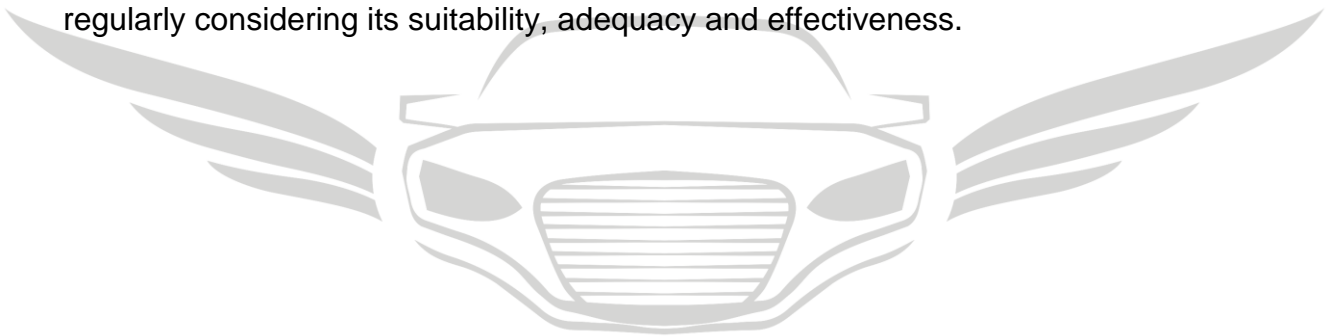 regularly considering its suitability, adequacy and effectiveness.